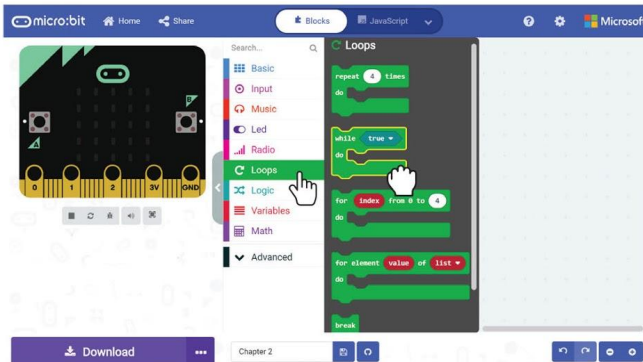 micro:bit Home Share Blocks JavaScript Microsoft
Search...
Basic
Input
Music
Led
Radio
Loops
Logic
Variables
Math
Advanced
Loops
repeat 4 times
do
while true
do
for index from 0 to 4
do
for element value of list
do
break
B
A
0 1 2 3V GND
Download
Chapter 2